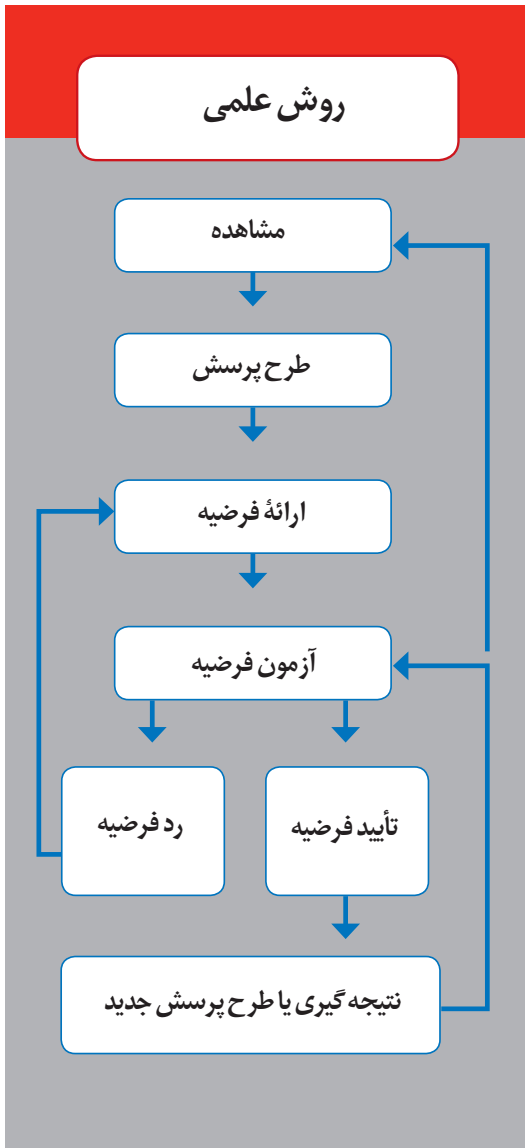 روش علمی
مشاهده
طرح پرسش
ارائهٔ فرضیه
آزمون فرضیه
تأیید فرضیه
رد فرضیه
نتیجه گیری یا طرح پرسش جدید